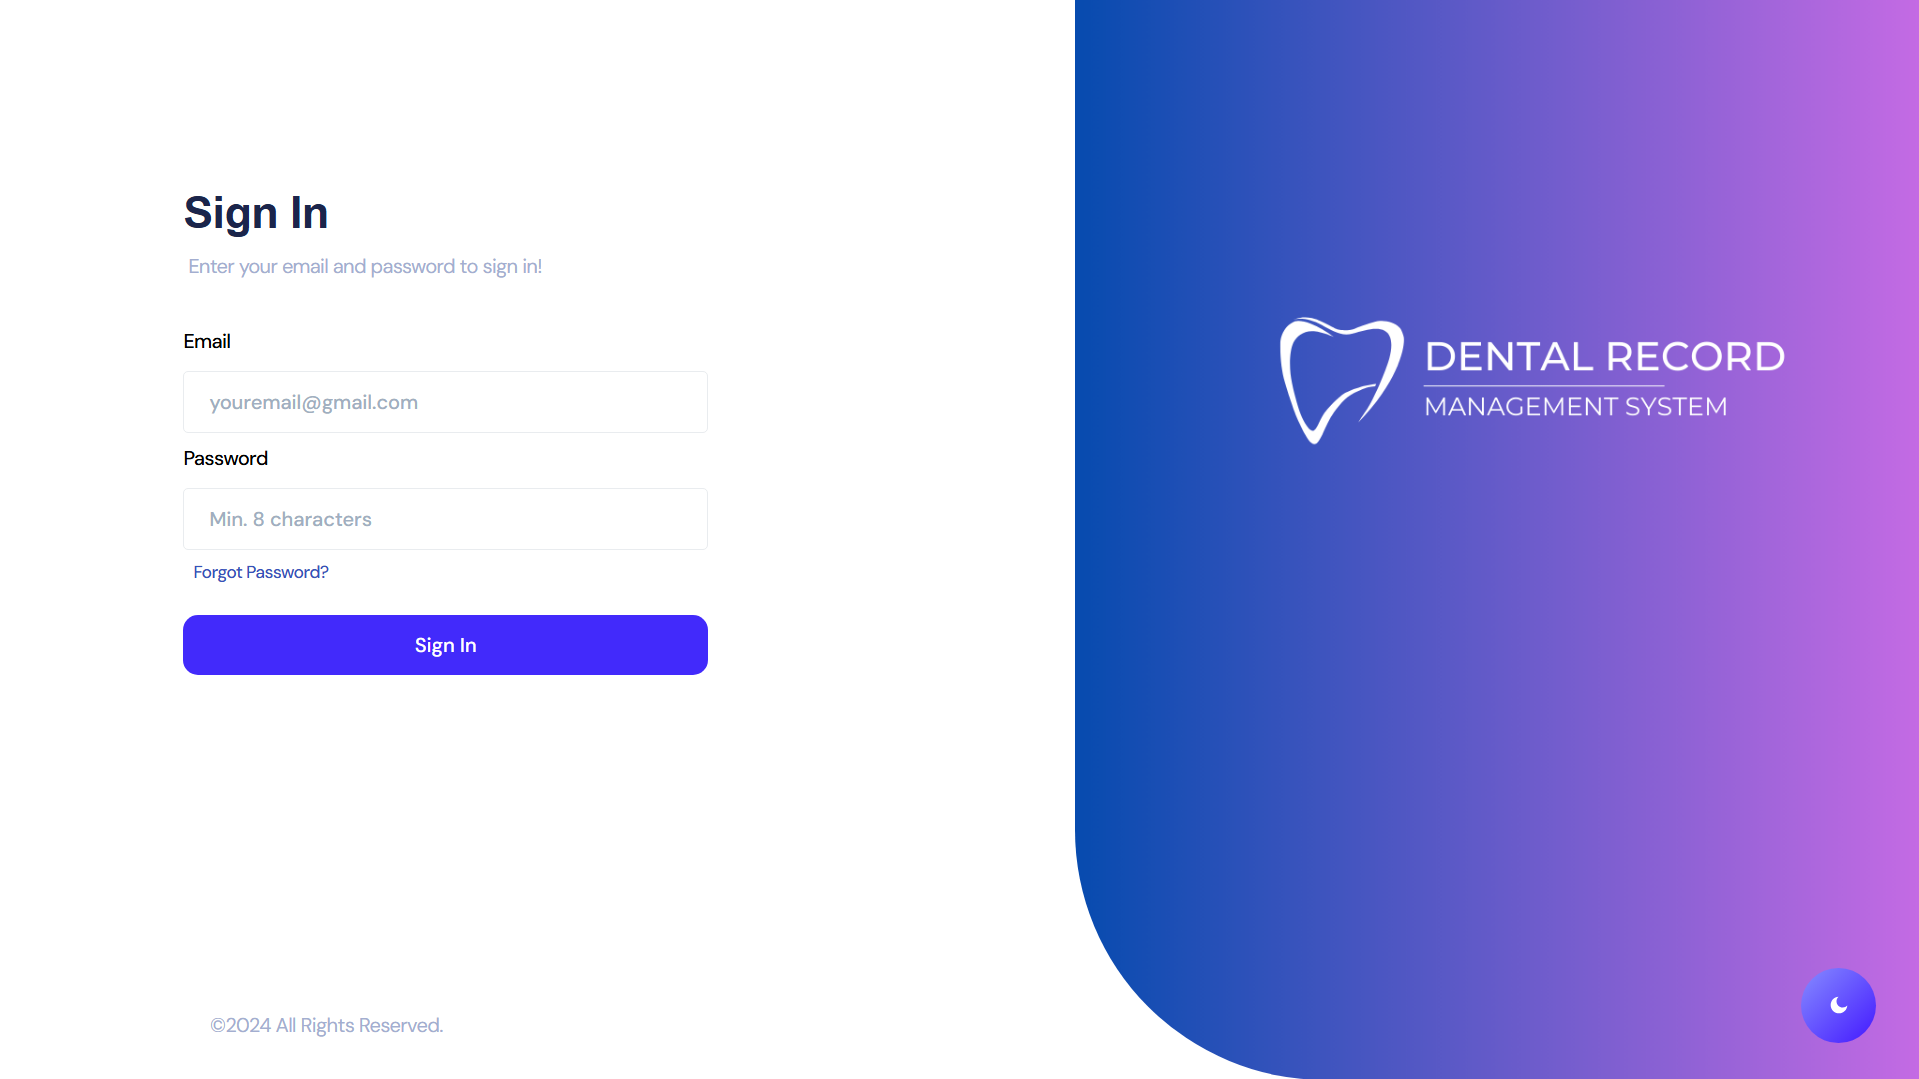 Sign In
Enter your email and password to sign in!
Email
youremail@gmail.com
Password
Min. 8 characters
Forgot Password?
Sign In
©2024 All Rights Reserved.
DENTAL RECORD
MANAGEMENT SYSTEM